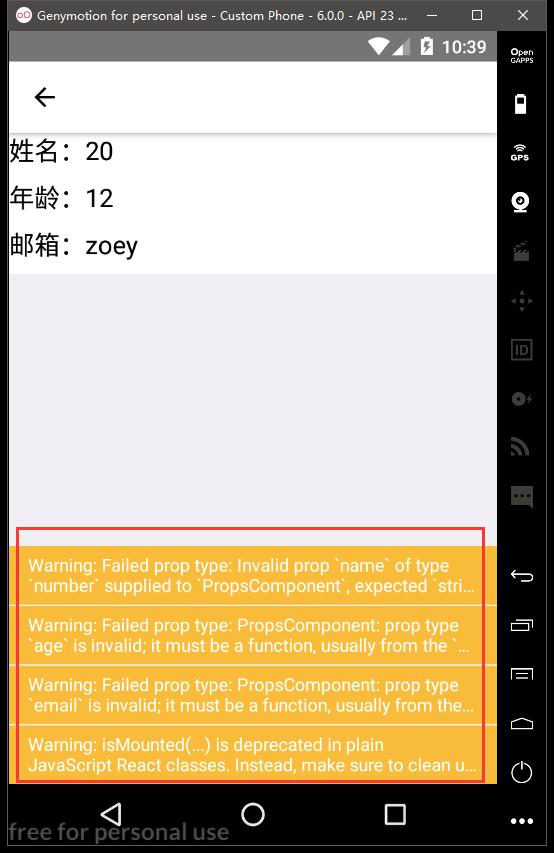 Genymotion for personal use - Custom Phone - 6.0.0 - API 23 ...
10:39
Open
GAPPS
姓名：20
年龄：12
GPS
邮箱：zoey
ID
Warning: Failed prop type: Invalid prop `name` of type
`number` supplied to `PropsComponent`, expected `stri...
Warning: Failed prop type: PropsComponent: prop type
`age` is invalid; it must be a function, usually from the `...
Warning: Failed prop type: PropsComponent: prop type
`email` is invalid; it must be a function, usually from the...
Warning: isMounted(...) is deprecated in plain
JavaScript React classes. Instead, make sure to clean u...
free for personal use